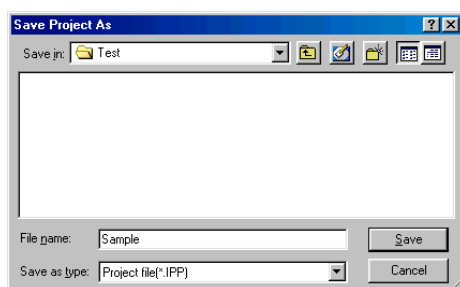 Save Project As
Save in: Test
File name: Sample Save
Save as type: Project file(*.IPP) Cancel